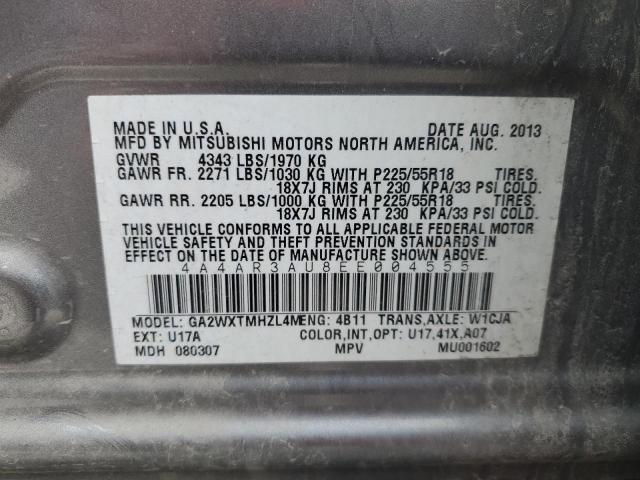 MADE IN U.S.A. DATE AUG. 2013
MFD BY MITSUBISHI MOTORS NORTH AMERICA, INC.
GVWR 4343 LBS/1970 KG
GAWR FR. 2271 LBS/1030 KG WITH P225/55R18 TIRES.
18X7J RIMS AT 230 KPA/33 PSI COLD.
GAWR RR. 2205 LBS/1000 KG WITH P225/55R18 TIRES.
18X7J RIMS AT 230 KPA/33 PSI COLD.
THIS VEHICLE CONFORMS TO ALL APPLICABLE FEDERAL MOTOR
VEHICLE SAFETY AND THEFT PREVENTION STANDARDS IN
EFFECT ON THE DATE OF MANUFACTURE SHOWN ABOVE.
4A4AR3AU8EE004555
MODEL: GA2WXTMHZL4M ENG: 4B11 TRANS,AXLE: W1CJA
EXT: U17A COLOR,INT,OPT: U17,41X,A07
MDH 080307 MPV MU001602